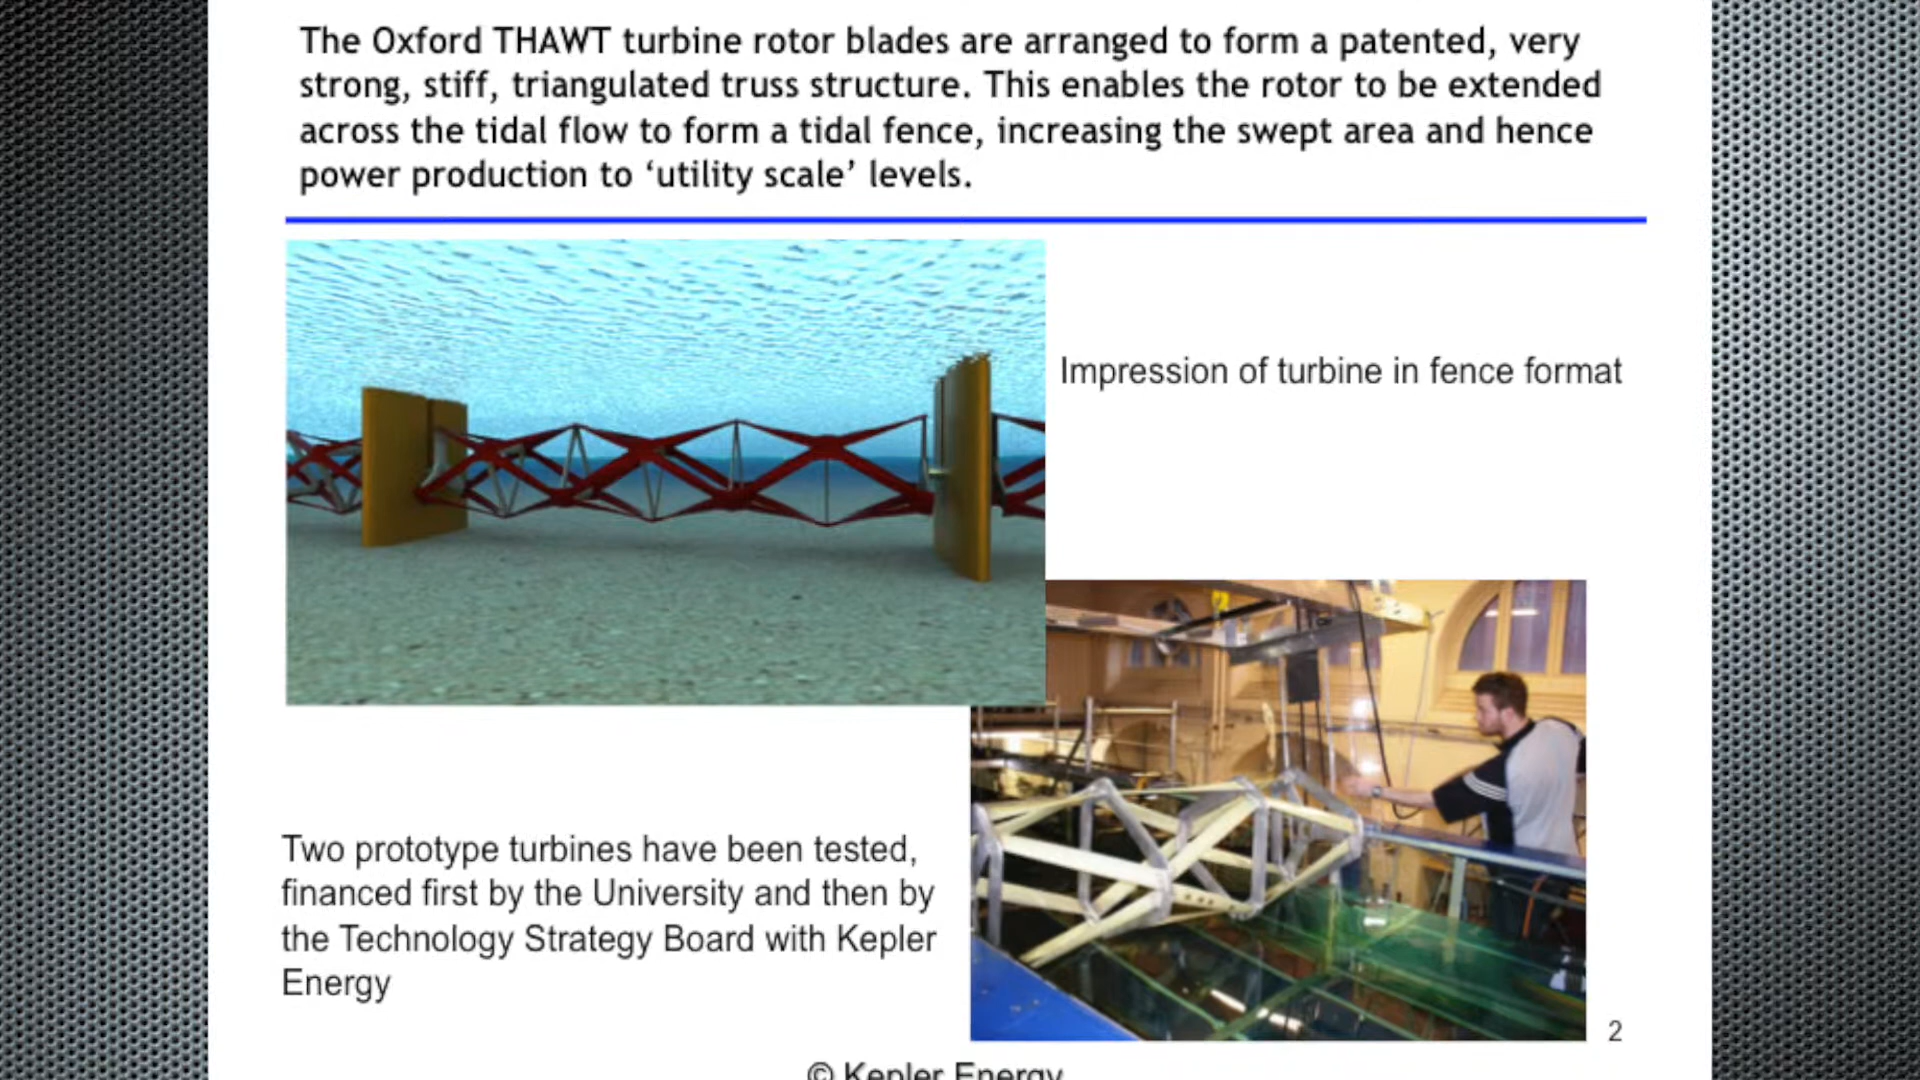 The Oxford THAWT turbine rotor blades are arranged to form a patented, very
strong, stiff, triangulated truss structure. This enables the rotor to be extended
across the tidal flow to form a tidal fence, increasing the swept area and hence
power production to ‘utility scale’ levels.
Impression of turbine in fence format
Two prototype turbines have been tested,
financed first by the University and then by
the Technology Strategy Board with Kepler
Energy
2
© Kepler Energy